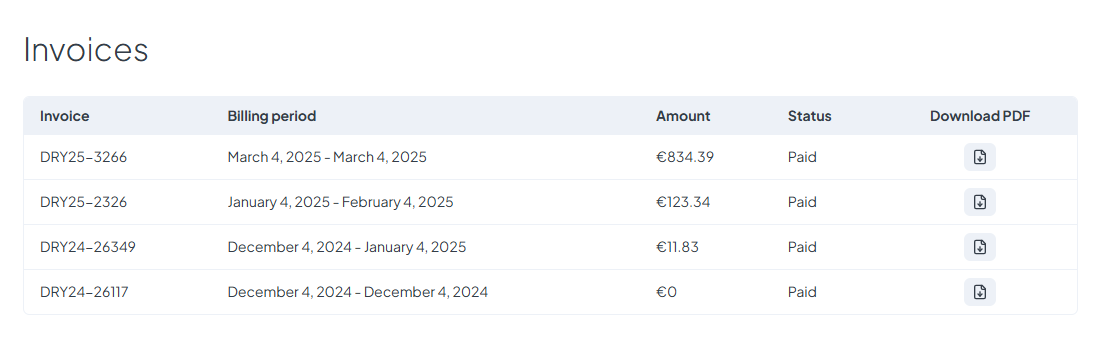 Invoices
Invoice Billing period Amount Status Download PDF
DRY25-3266 March 4, 2025 - March 4, 2025 €834.39 Paid
DRY25-2326 January 4, 2025 - February 4, 2025 €123.34 Paid
DRY24-26349 December 4, 2024 - January 4, 2025 €11.83 Paid
DRY24-26117 December 4, 2024 - December 4, 2024 €0 Paid